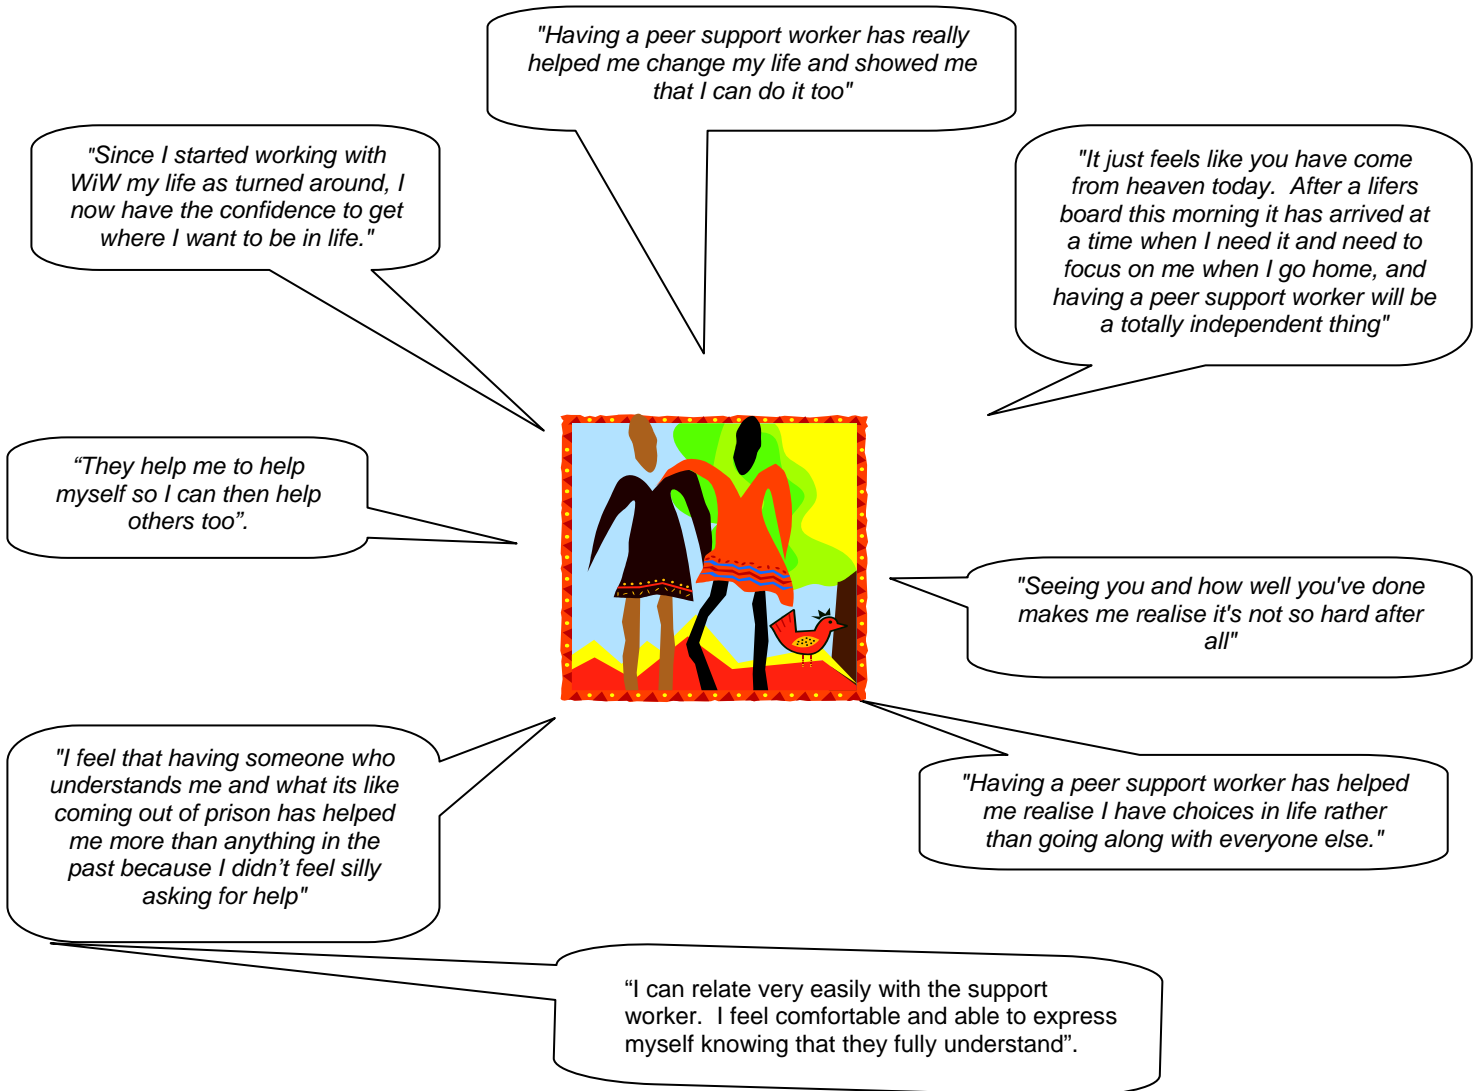 "Having a peer support worker has really
helped me change my life and showed me
that I can do it too"
"Since I started working with
WiW my life as turned around, I
now have the confidence to get
where I want to be in life."
"It just feels like you have come
from heaven today.  After a lifers
board this morning it has arrived at
a time when I need it and need to
focus on me when I go home, and
having a peer support worker will be
a totally independent thing"
“They help me to help
myself so I can then help
others too”.
"Seeing you and how well you've done
makes me realise it's not so hard after
all"
"I feel that having someone who
understands me and what its like
coming out of prison has helped
me more than anything in the
past because I didn’t feel silly
asking for help"
"Having a peer support worker has helped
me realise I have choices in life rather
than going along with everyone else."
“I can relate very easily with the support
worker.  I feel comfortable and able to express
myself knowing that they fully understand”.